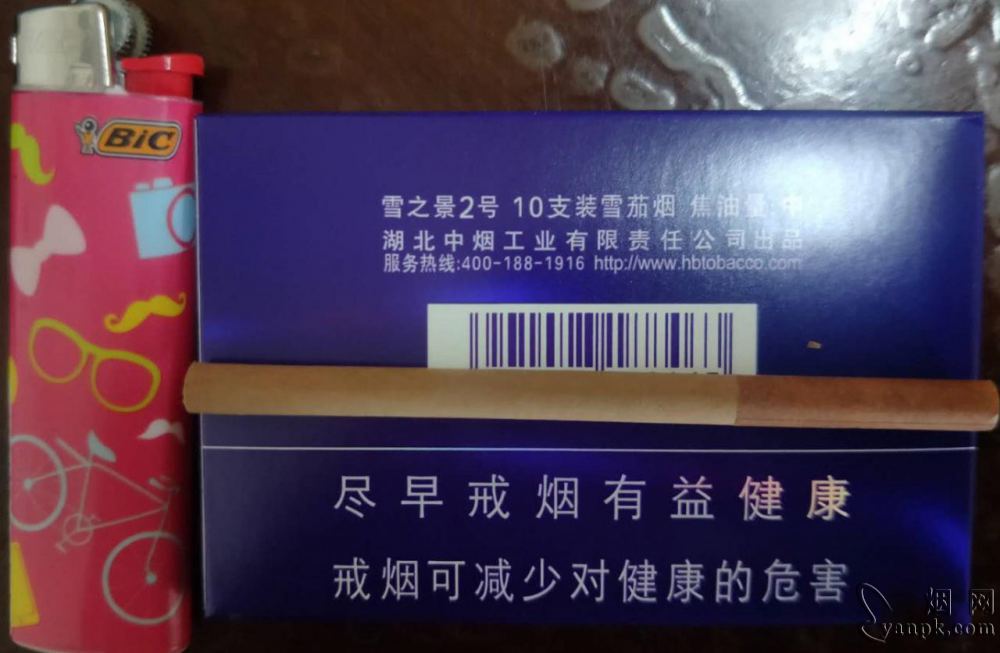 BiC
雪之景2号 10支装雪茄烟 焦油量 中
湖北中烟工业有限责任公司出品
服务热线:400-188-1916 http://www.hbtobacco.com
尽早戒烟有益健康
戒烟可减少对健康的危害
烟网
yanpk.com